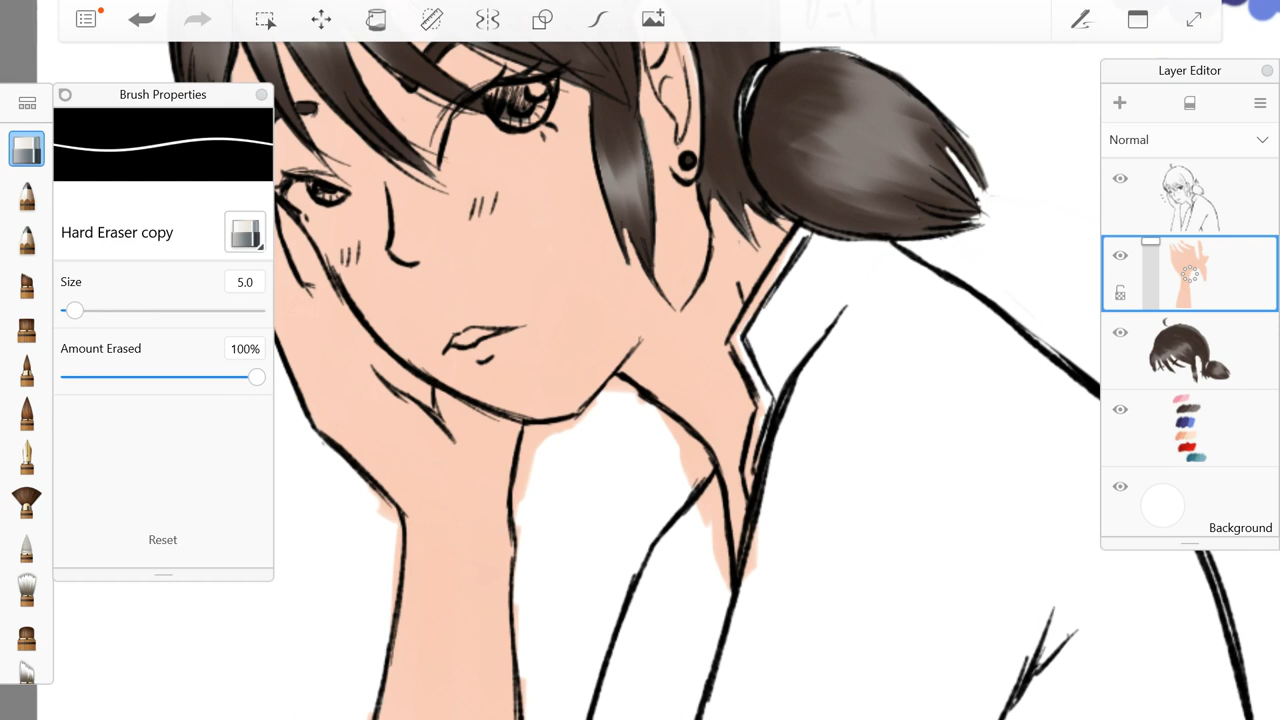 Brush Properties
Hard Eraser copy
Size 5.0
Amount Erased 100%
Reset
Layer Editor
Normal
Background